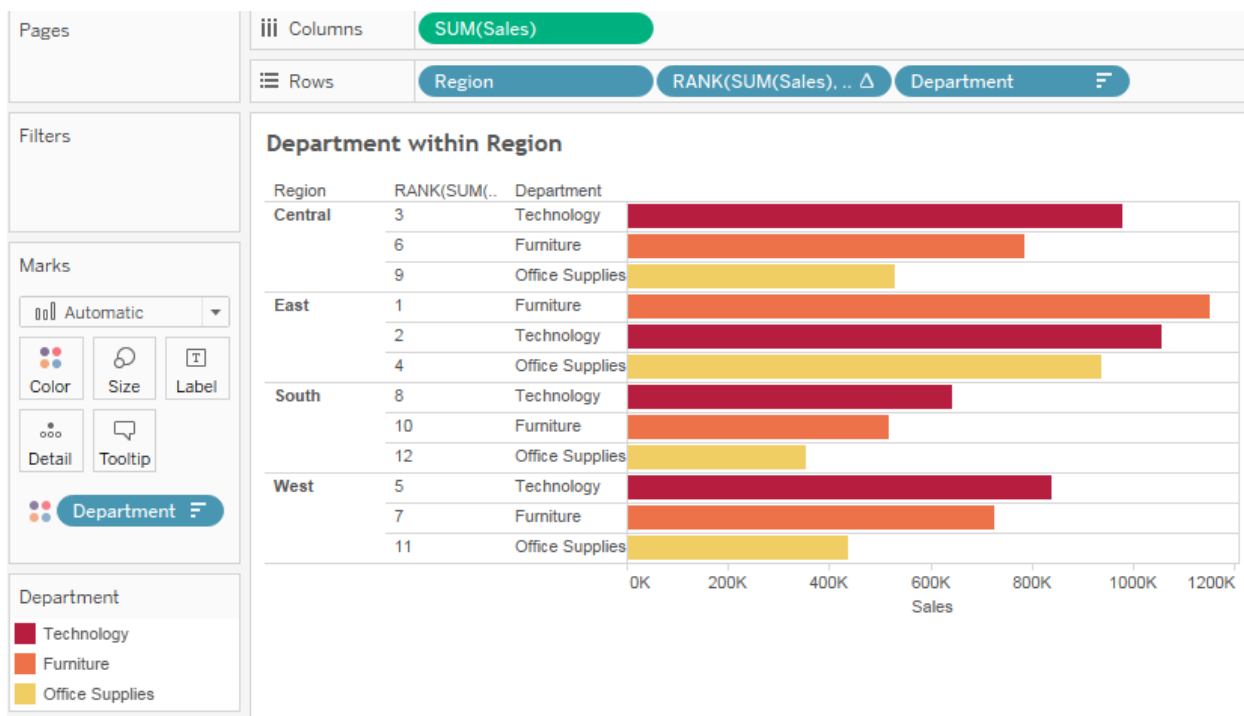 Pages
Columns
SUM(Sales)
Rows
Region
RANK(SUM(Sales), .. Δ
Department
Filters
Marks
Automatic
Color
Size
T
Label
Detail
Tooltip
Department
Department
Technology
Furniture
Office Supplies
Department within Region
Region RANK(SUM(.. Department
Central 3 Technology
6 Furniture
9 Office Supplies
East 1 Furniture
2 Technology
4 Office Supplies
South 8 Technology
10 Furniture
12 Office Supplies
West 5 Technology
7 Furniture
11 Office Supplies
0K 200K 400K 600K 800K 1000K 1200K
Sales